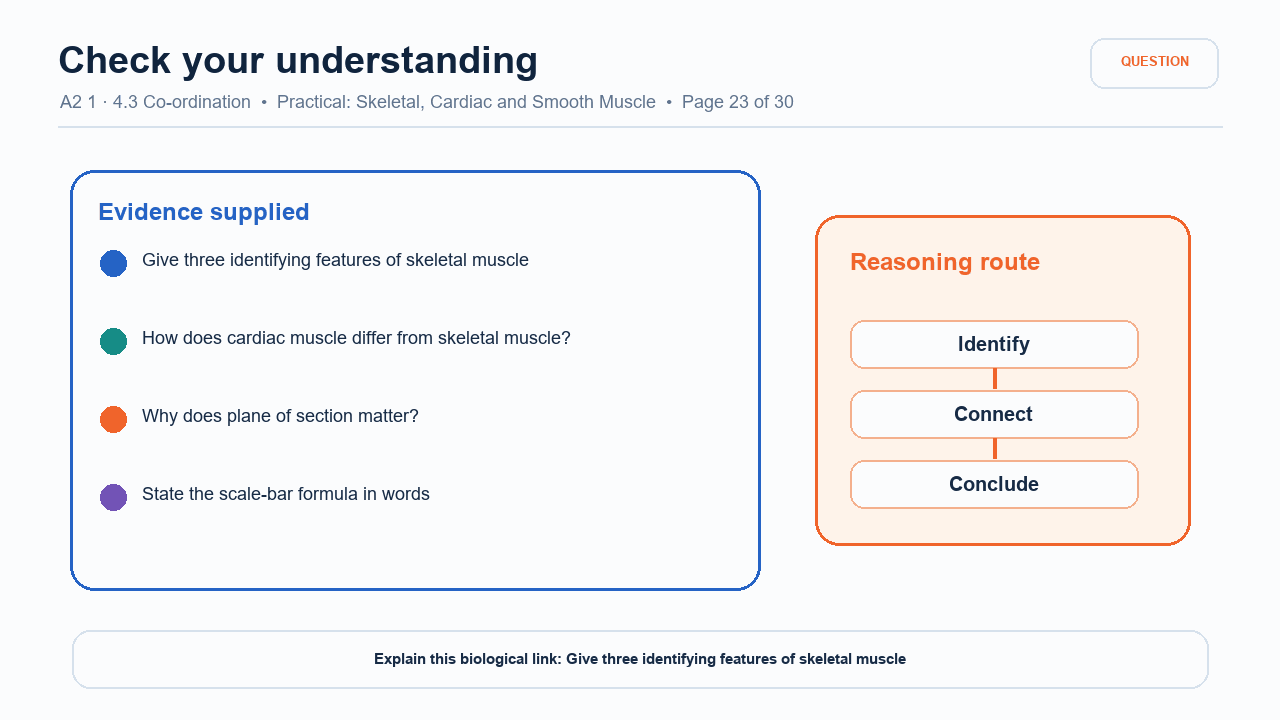 Check your understanding
QUESTION
A2 1 · 4.3 Co-ordination • Practical: Skeletal, Cardiac and Smooth Muscle • Page 23 of 30
Evidence supplied
Give three identifying features of skeletal muscle
How does cardiac muscle differ from skeletal muscle?
Why does plane of section matter?
State the scale-bar formula in words
Reasoning route
Identify
Connect
Conclude
Explain this biological link: Give three identifying features of skeletal muscle